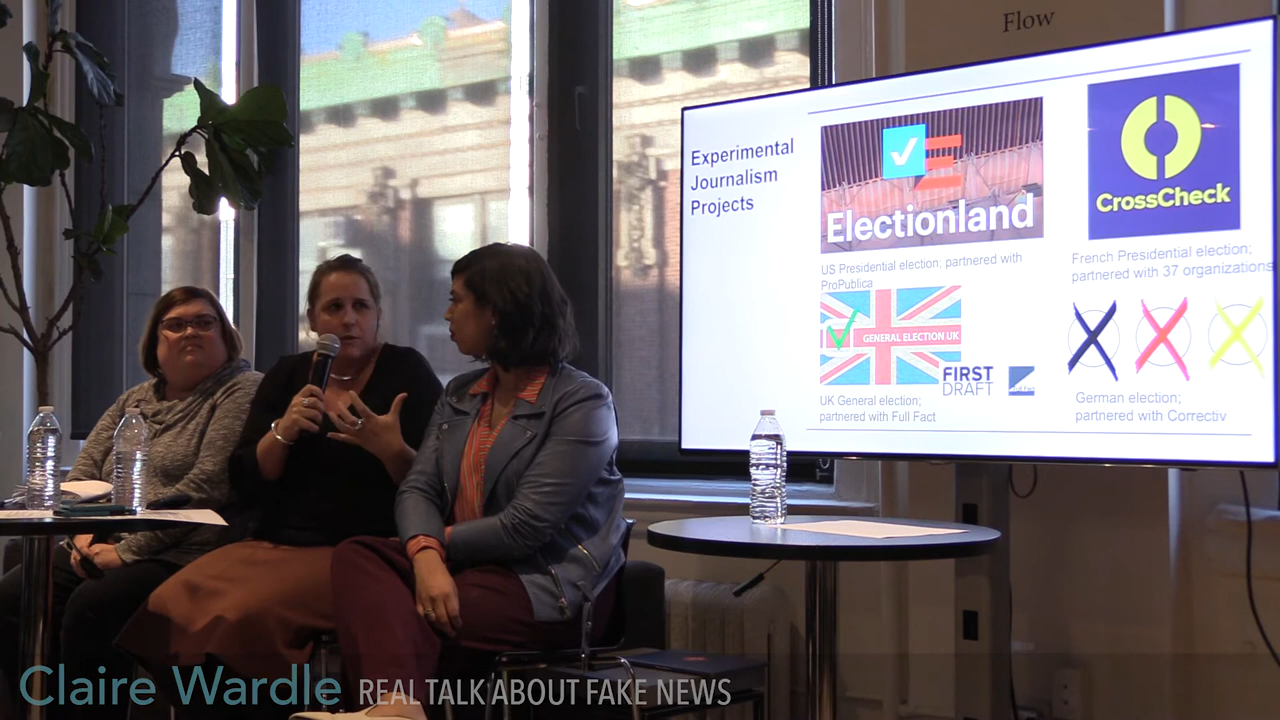 Flow
Experimental
Journalism
Projects
Electionland
US Presidential election; partnered with
ProPublica
CrossCheck
French Presidential election;
partnered with 37 organizations
GENERAL ELECTION UK
FIRST
DRAFT
UK General election;
partnered with Full Fact
German election;
partnered with Correctiv
Claire Wardle REAL TALK ABOUT FAKE NEWS